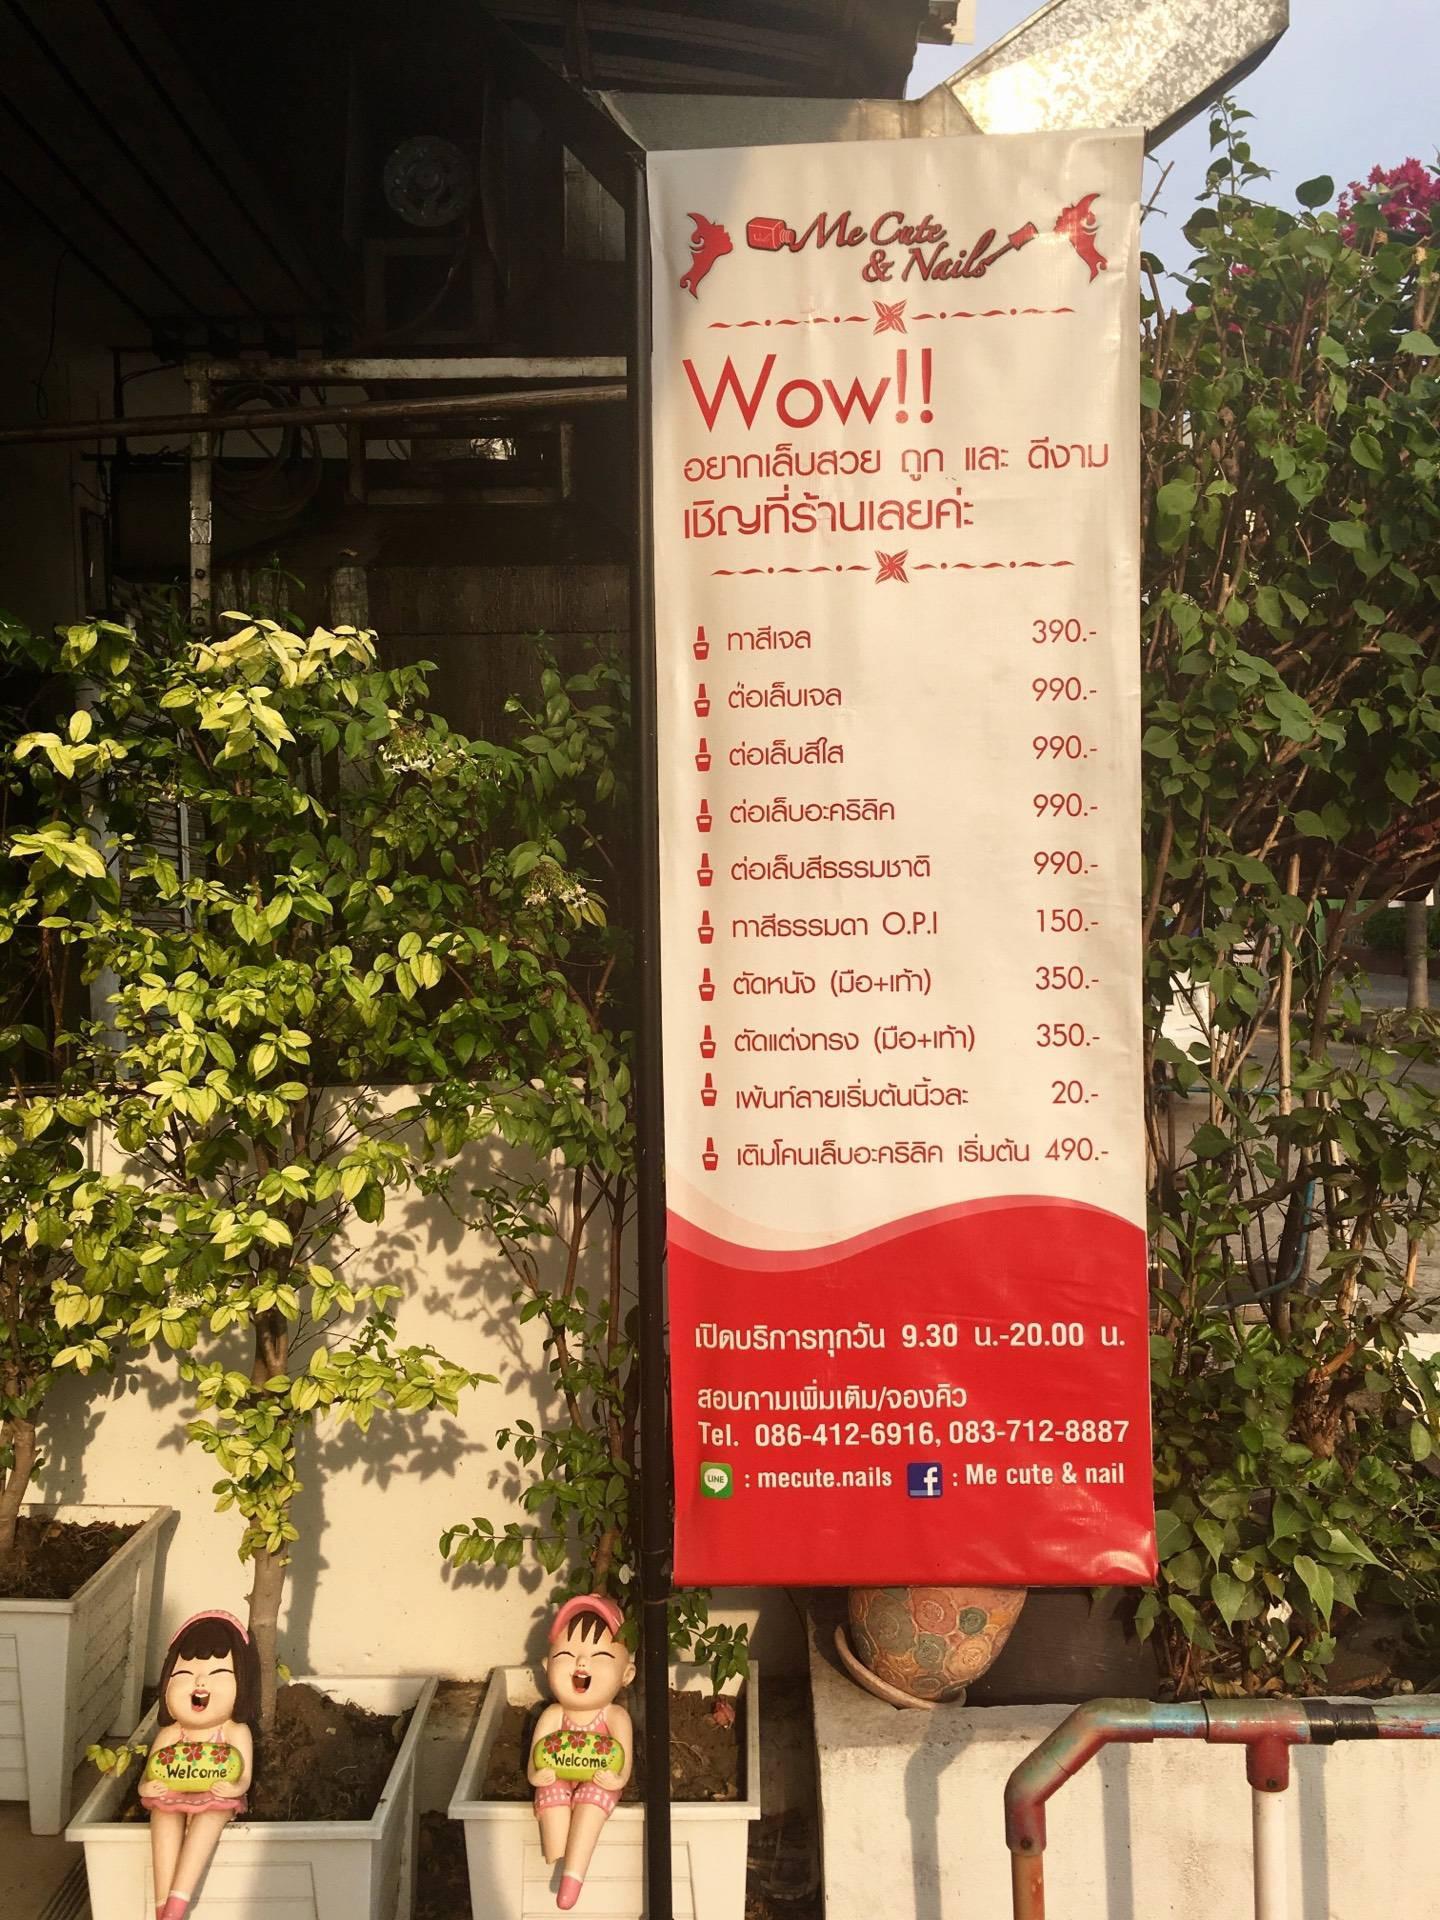 Me Cute
& Nails
Wow!!
อยากเล็บสวย ถูก และ ดีงาม
เชิญที่ร้านเลยค่ะ
ทาสีเจล 390.-
ต่อเล็บเจล 990.-
ต่อเล็บสีใส 990.-
ต่อเล็บอะคริลิค 990.-
ต่อเล็บสีธรรมชาติ 990.-
ทาสีธรรมดา O.P.I 150.-
ตัดหนัง (มือ+เท้า) 350.-
ตัดแต่งทรง (มือ+เท้า) 350.-
เพ้นท์ลายเริ่มต้นนิ้วละ 20.-
เติมโคนเล็บอะคริลิค เริ่มต้น 490.-
เปิดบริการทุกวัน 9.30 น.-20.00 น.
สอบถามเพิ่มเติม/จองคิว
Tel. 086-412-6916, 083-712-8887
LINE : mecute.nails f : Me cute & nail
Welcome
Welcome